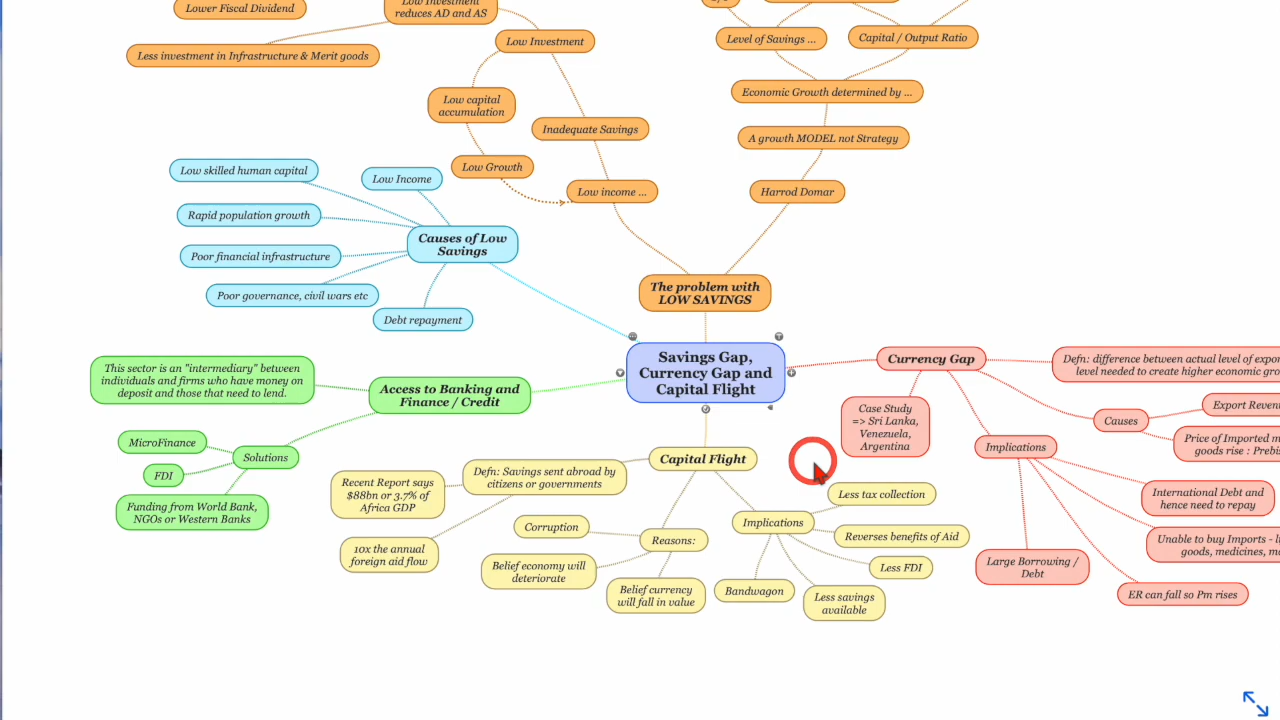 Lower Fiscal Dividend
Low Investment
reduces AD and AS
Less investment in Infrastructure & Merit goods
Low Investment
Low capital
accumulation
Inadequate Savings
Low Growth
Low income ...
Level of Savings ...
Capital / Output Ratio
Economic Growth determined by ...
A growth MODEL not Strategy
Harrod Domar
The problem with
LOW SAVINGS
Low skilled human capital
Low Income
Rapid population growth
Causes of Low
Savings
Poor financial infrastructure
Poor governance, civil wars etc
Debt repayment
Savings Gap,
Currency Gap and
Capital Flight
This sector is an "intermediary" between
individuals and firms who have money on
deposit and those that need to lend.
Access to Banking and
Finance / Credit
MicroFinance
Solutions
FDI
Funding from World Bank,
NGOs or Western Banks
Capital Flight
Defn: Savings sent abroad by
citizens or governments
Recent Report says
$88bn or 3.7% of
Africa GDP
10x the annual
foreign aid flow
Reasons:
Corruption
Belief economy will
deteriorate
Belief currency
will fall in value
Implications
Less tax collection
Reverses benefits of Aid
Less FDI
Less savings
available
Bandwagon
Currency Gap
Defn: difference between actual level of
level needed to create higher economic
Case Study
=> Sri Lanka,
Venezuela,
Argentina
Causes
Export
Price of Imported
goods rise :
Implications
International Debt and
hence need to repay
Unable to buy Imports -
goods, medicines,
Large Borrowing /
Debt
ER can fall so Pm rises